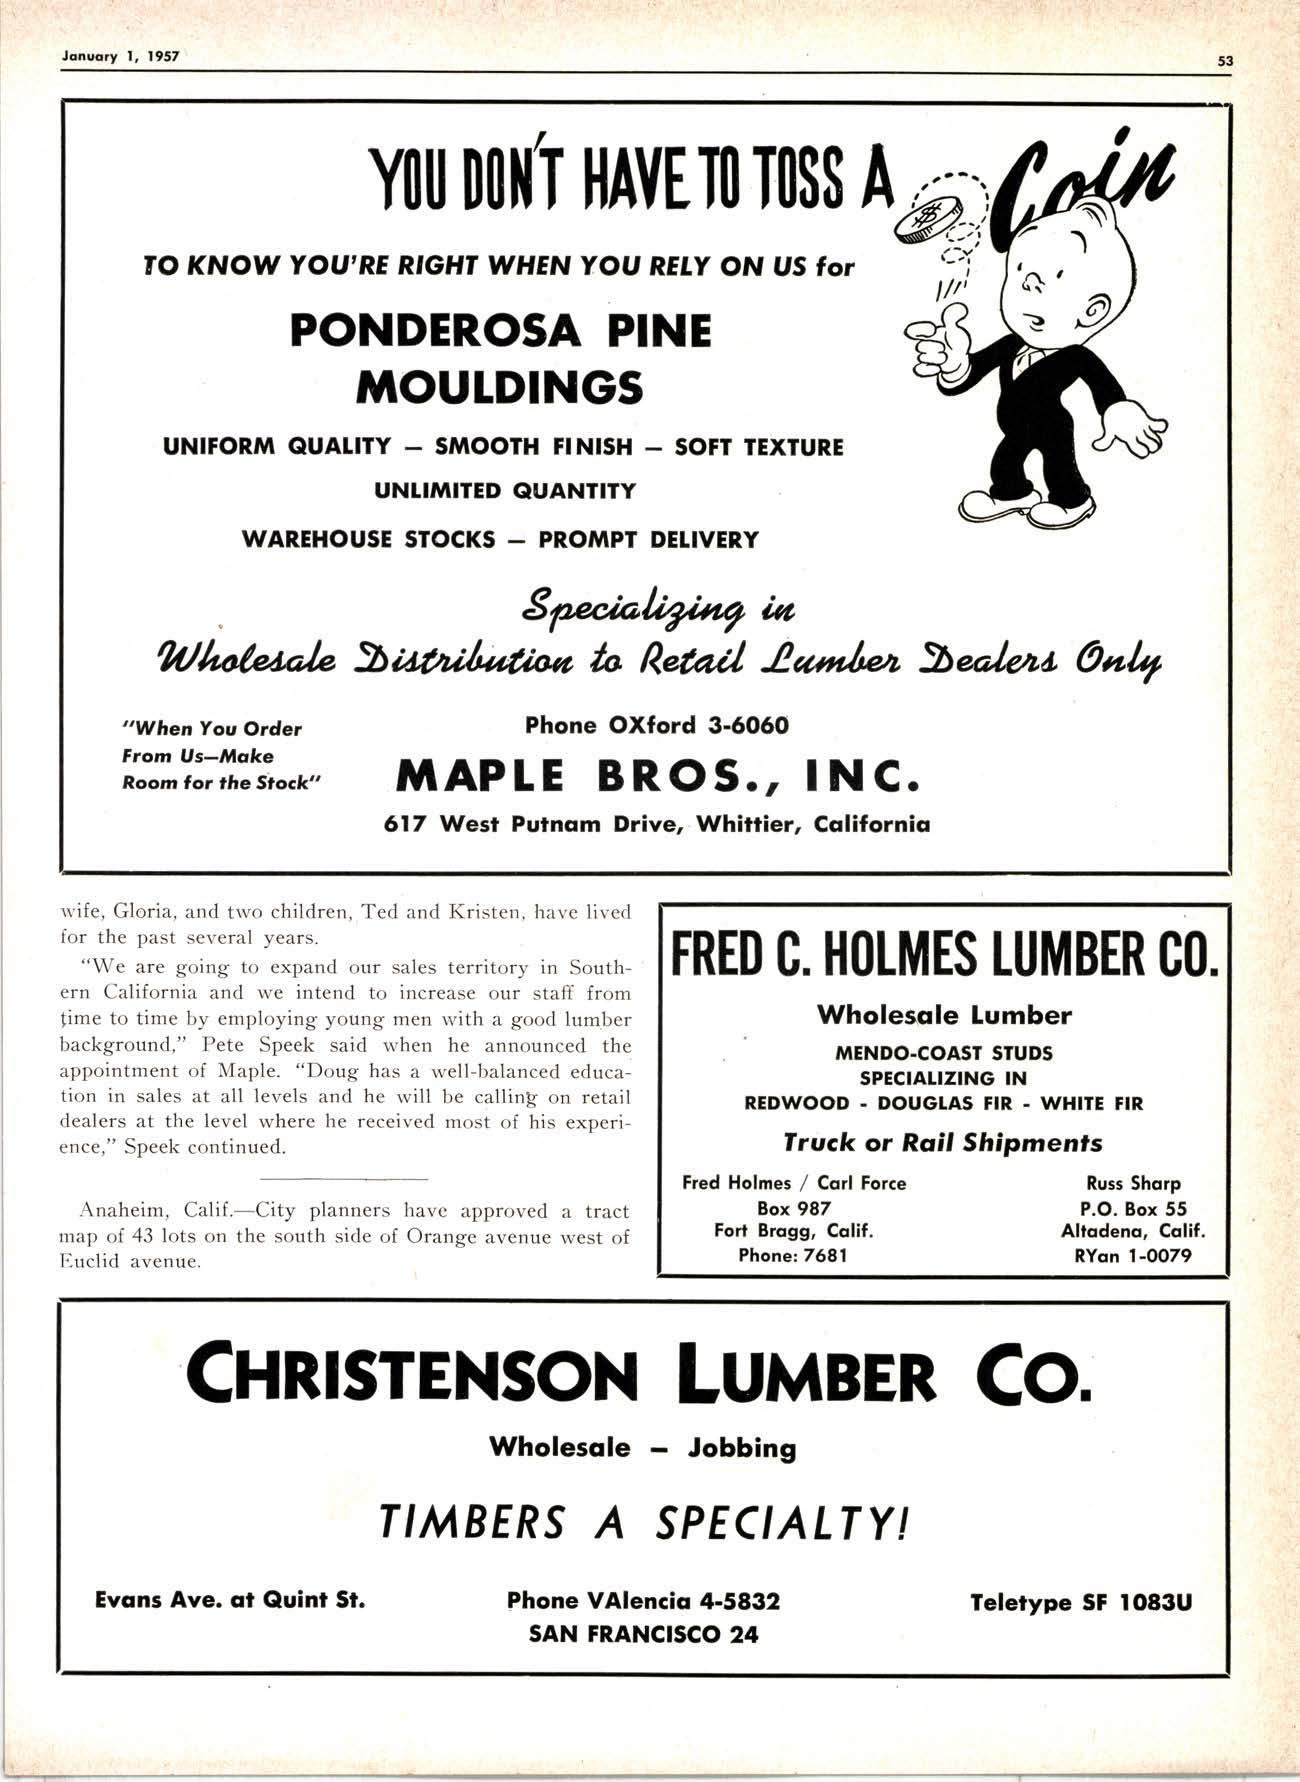 January 1, 1957
53
YOU DON'T HAVE TO TOSS A Coin
$
TO KNOW YOU'RE RIGHT WHEN YOU RELY ON US for
PONDEROSA PINE
MOULDINGS
UNIFORM QUALITY — SMOOTH FINISH — SOFT TEXTURE
UNLIMITED QUANTITY
WAREHOUSE STOCKS — PROMPT DELIVERY
Specializing in
Wholesale Distribution to Retail Lumber Dealers Only
"When You Order
From Us—Make
Room for the Stock"
Phone OXford 3-6060
MAPLE BROS., INC.
617 West Putnam Drive, Whittier, California
wife, Gloria, and two children, Ted and Kristen, have lived
for the past several years.
"We are going to expand our sales territory in South-
ern California and we intend to increase our staff from
time to time by employing young men with a good lumber
background," Pete Speek said when he announced the
appointment of Maple. "Doug has a well-balanced educa-
tion in sales at all levels and he will be calling on retail
dealers at the level where he received most of his experi-
ence," Speek continued.
Anaheim, Calif.—City planners have approved a tract
map of 43 lots on the south side of Orange avenue west of
Euclid avenue.
FRED C. HOLMES LUMBER CO.
Wholesale Lumber
MENDO-COAST STUDS
SPECIALIZING IN
REDWOOD - DOUGLAS FIR - WHITE FIR
Truck or Rail Shipments
Fred Holmes / Carl Force
Box 987
Fort Bragg, Calif.
Phone: 7681
Russ Sharp
P.O. Box 55
Altadena, Calif.
RYan 1-0079
CHRISTENSON LUMBER CO.
Wholesale — Jobbing
TIMBERS A SPECIALTY!
Evans Ave. at Quint St.
Phone VAlencia 4-5832
Teletype SF 1083U
SAN FRANCISCO 24